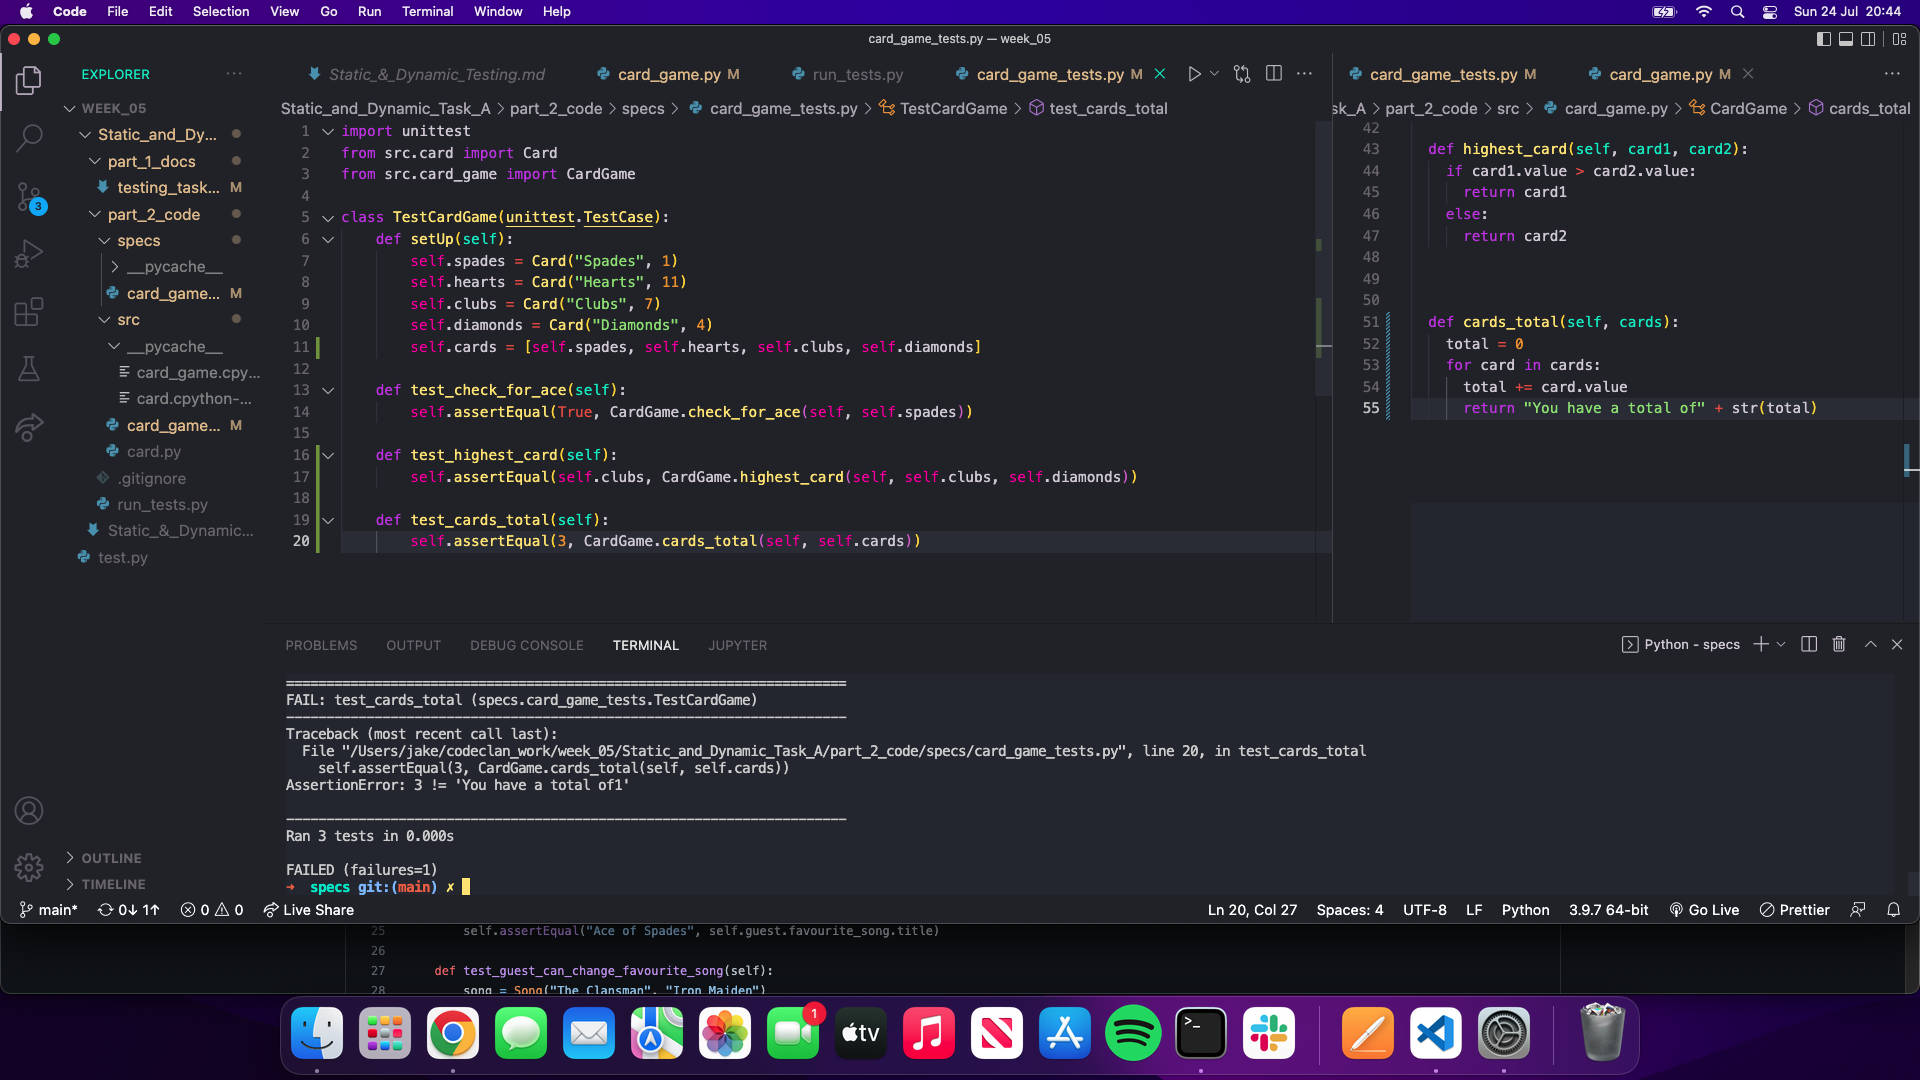 Code File Edit Selection View Go Run Terminal Window Help Sun 24 Jul 20:44
card_game_tests.py — week_05
EXPLORER
WEEK_05
Static_and_Dy...
part_1_docs
testing_task... M
part_2_code
specs
__pycache__
card_game... M
src
__pycache__
card_game.cpy...
card.cpython-...
card_game... M
card.py
.gitignore
run_tests.py
Static_&_Dynamic...
test.py
OUTLINE
TIMELINE
3
Static_&_Dynamic_Testing.md card_game.py M run_tests.py card_game_tests.py M
Static_and_Dynamic_Task_A > part_2_code > specs > card_game_tests.py > TestCardGame > test_cards_total
1 import unittest
2 from src.card import Card
3 from src.card_game import CardGame
4
5 class TestCardGame(unittest.TestCase):
6 def setUp(self):
7 self.spades = Card("Spades", 1)
8 self.hearts = Card("Hearts", 11)
9 self.clubs = Card("Clubs", 7)
10 self.diamonds = Card("Diamonds", 4)
11 self.cards = [self.spades, self.hearts, self.clubs, self.diamonds]
12
13 def test_check_for_ace(self):
14 self.assertEqual(True, CardGame.check_for_ace(self, self.spades))
15
16 def test_highest_card(self):
17 self.assertEqual(self.clubs, CardGame.highest_card(self, self.clubs, self.diamonds))
18
19 def test_cards_total(self):
20 self.assertEqual(3, CardGame.cards_total(self, self.cards))
card_game_tests.py M card_game.py M
sk_A > part_2_code > src > card_game.py > CardGame > cards_total
42
43 def highest_card(self, card1, card2):
44 if card1.value > card2.value:
45 return card1
46 else:
47 return card2
48
49
50
51 def cards_total(self, cards):
52 total = 0
53 for card in cards:
54 total += card.value
55 return "You have a total of" + str(total)
PROBLEMS OUTPUT DEBUG CONSOLE TERMINAL JUPYTER Python - specs
======================================================================
FAIL: test_cards_total (specs.card_game_tests.TestCardGame)
----------------------------------------------------------------------
Traceback (most recent call last):
File "/Users/jake/codeclan_work/week_05/Static_and_Dynamic_Task_A/part_2_code/specs/card_game_tests.py", line 20, in test_cards_total
self.assertEqual(3, CardGame.cards_total(self, self.cards))
AssertionError: 3 != 'You have a total of1'
----------------------------------------------------------------------
Ran 3 tests in 0.000s
FAILED (failures=1)
➜ specs git:(main) ✗
main* 0↓ 1↑ 0 0 Live Share Ln 20, Col 27 Spaces: 4 UTF-8 LF Python 3.9.7 64-bit Go Live Prettier
25 self.assertEqual("Ace of Spades", self.guest.favourite_song.title)
26
27 def test_guest_can_change_favourite_song(self):
28 song = Song("The Clansman", "Iron Maiden")
1
tv